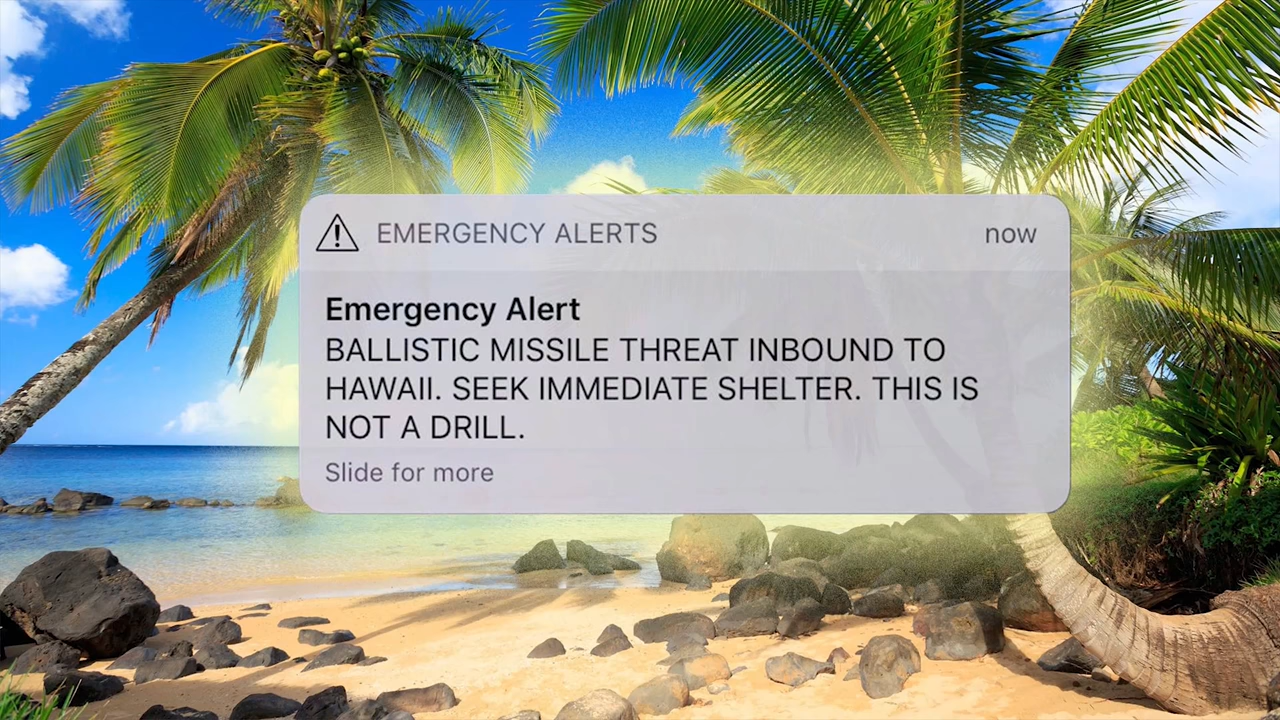 EMERGENCY ALERTS now
Emergency Alert
BALLISTIC MISSILE THREAT INBOUND TO
HAWAII. SEEK IMMEDIATE SHELTER. THIS IS
NOT A DRILL.
Slide for more